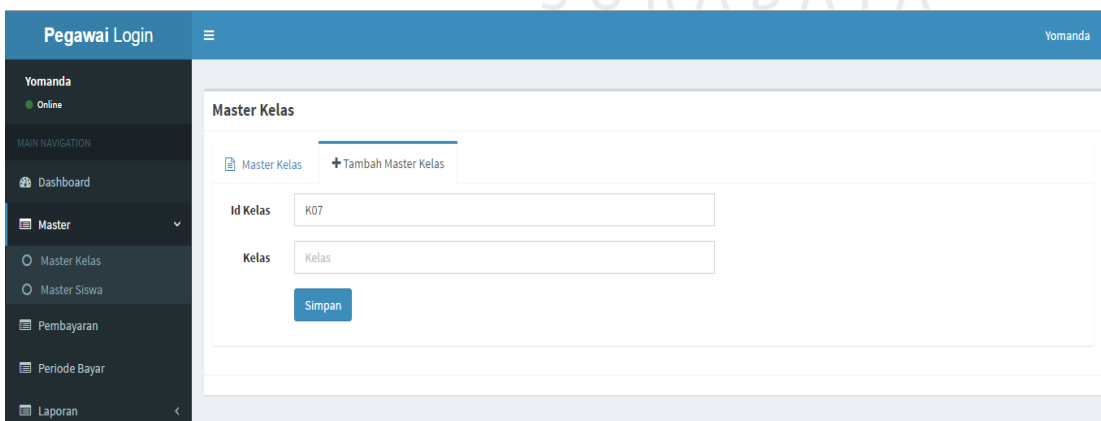 SURABAYA
Pegawai Login
Yomanda
Yomanda
Online
MAIN NAVIGATION
Dashboard
Master
Master Kelas
Master Siswa
Pembayaran
Periode Bayar
Laporan
Master Kelas
Master Kelas
Tambah Master Kelas
Id Kelas
K07
Kelas
Kelas
Simpan